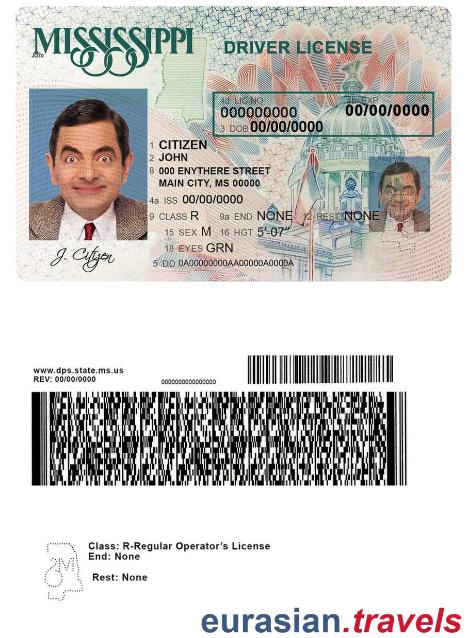 MISSISSIPPI
DRIVER LICENSE
4d LIC NO
000000000
4b EXP
00/00/0000
3 DOB 00/00/0000
1 CITIZEN
2 JOHN
8 000 ENYTHERE STREET
MAIN CITY, MS 00000
4a ISS 00/00/0000
9 CLASS R 9a END NONE 12 REST NONE
15 SEX M 16 HGT 5'-07"
18 EYES GRN
5 DD 0A00000000AA00000A0000A
J. Citizen
www.dps.state.ms.us
REV: 00/00/0000
0000000000000000
Class: R-Regular Operator's License
End: None
Rest: None
eurasian.travels